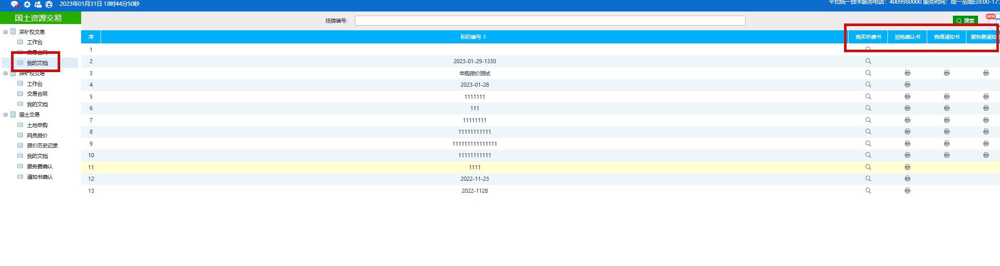 2023年01月31日 18时44分50秒
平台统一技术服务电话：4009980000 服务时间：周一至周日8:00-17:
国土资源交易
挂牌编号：
搜索
NEW
采矿权交易
工作台
交易合同
我的文档
探矿权交易
工作台
交易合同
我的文档
国土交易
土地申购
网员报价
报价历史记录
我的文档
服务费确认
通知书确认
序 标的编号 竞买申请书 资格确认书 竞得通知书 服务费通知
1
2 2023-01-29-1330
3 申购报价测试
4 2023-01-28
5 1111111
6 111
7 11111111
8 11111111111
9 111111111111111
10 11111111111
11 1111
12 2022-11-23
13 2022-1128